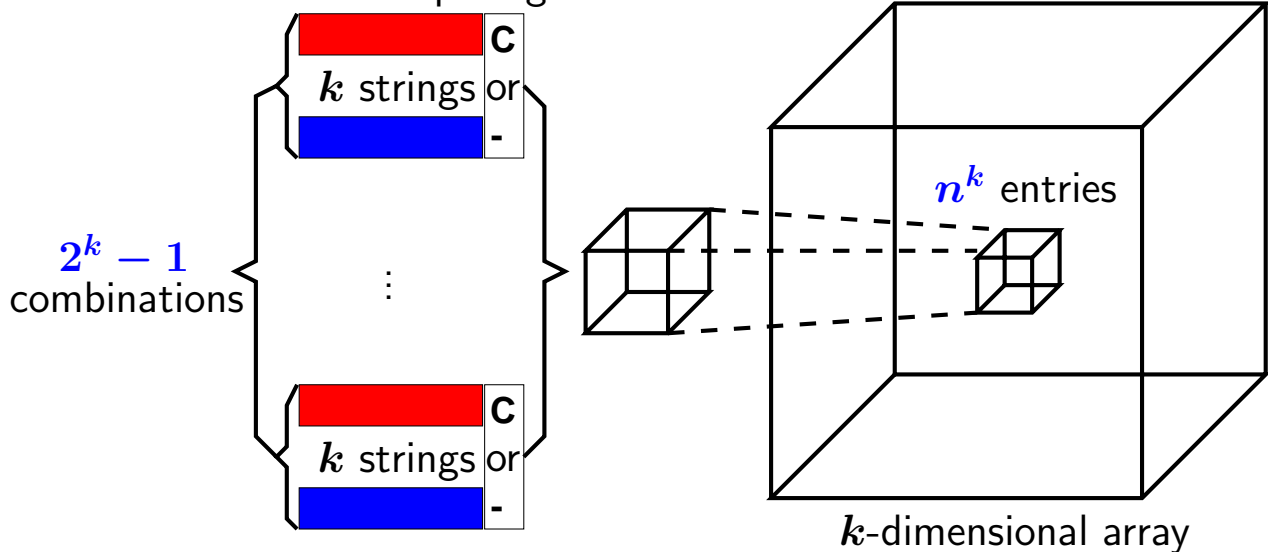 C
k strings or
-
2^k − 1
combinations
⋮
n^k entries
C
k strings or
-
k-dimensional array